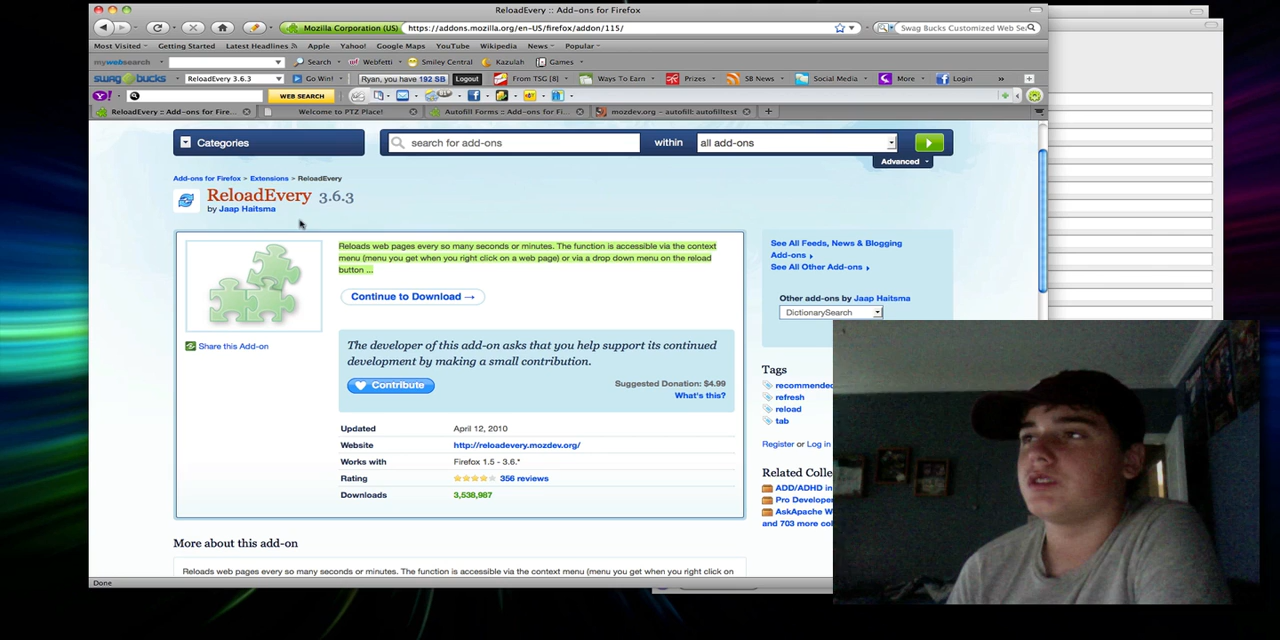 ReloadEvery :: Add-ons for Firefox
Mozilla Corporation (US) https://addons.mozilla.org/en-US/firefox/addon/115/ Swag Bucks Customized Web Se
Most Visited Getting Started Latest Headlines Apple Yahoo! Google Maps YouTube Wikipedia News Popular
mywebsearch Search Webfetti Smiley Central Kazulah Games
swag bucks ReloadEvery 3.6.3 Go Win! Ryan, you have 192 SB Logout From TSG [8] Ways To Earn Prizes SB News Social Media More Login »
Y! WEB SEARCH
ReloadEvery :: Add-ons for Fire... Welcome to PTZ Place! Autofill Forms :: Add-ons for Fi... mozdev.org - autofill: autofilltest
Categories search for add-ons within all add-ons
Advanced
Add-ons for Firefox > Extensions > ReloadEvery
ReloadEvery 3.6.3
by Jaap Haitsma
Reloads web pages every so many seconds or minutes. The function is accessible via the context
menu (menu you get when you right click on a web page) or via a drop down menu on the reload
button ...
Continue to Download →
Share this Add-on
The developer of this add-on asks that you help support its continued
development by making a small contribution.
Contribute
Suggested Donation: $4.99
What's this?
Updated April 12, 2010
Website http://reloadevery.mozdev.org/
Works with Firefox 1.5 - 3.6.*
Rating 356 reviews
Downloads 3,538,987
More about this add-on
Reloads web pages every so many seconds or minutes. The function is accessible via the context menu (menu you get when you right click on
See All Feeds, News & Blogging
Add-ons
See All Other Add-ons
Other add-ons by Jaap Haitsma
DictionarySearch
Tags
recommended
refresh
reload
tab
Register or Log in
Related Colle
ADD/ADHD in
Pro Developer
AskApache W
and 703 more col
Done